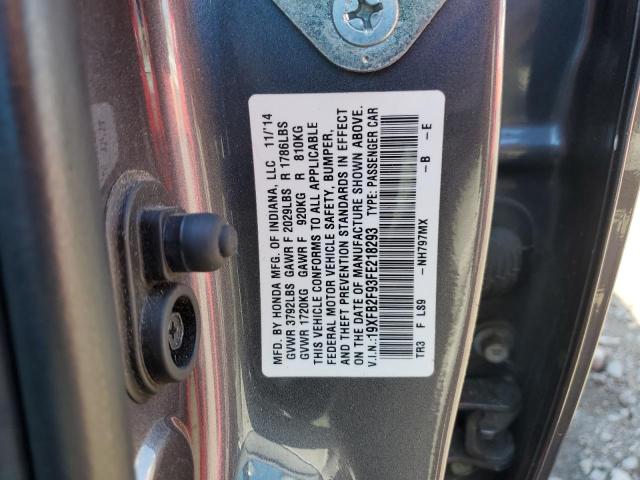 MFD. BY HONDA MFG. OF INDIANA, LLC 11/'14
GVWR 3792LBS GAWR F 2029LBS R 1786LBS
GVWR 1720KG GAWR F 920KG R 810KG
THIS VEHICLE CONFORMS TO ALL APPLICABLE
FEDERAL MOTOR VEHICLE SAFETY, BUMPER,
AND THEFT PREVENTION STANDARDS IN EFFECT
ON THE DATE OF MANUFACTURE SHOWN ABOVE.
V.I.N.:19XFB2F93FE218293 TYPE: PASSENGER CAR
TR3 F LS9 -NH797MX -B -E